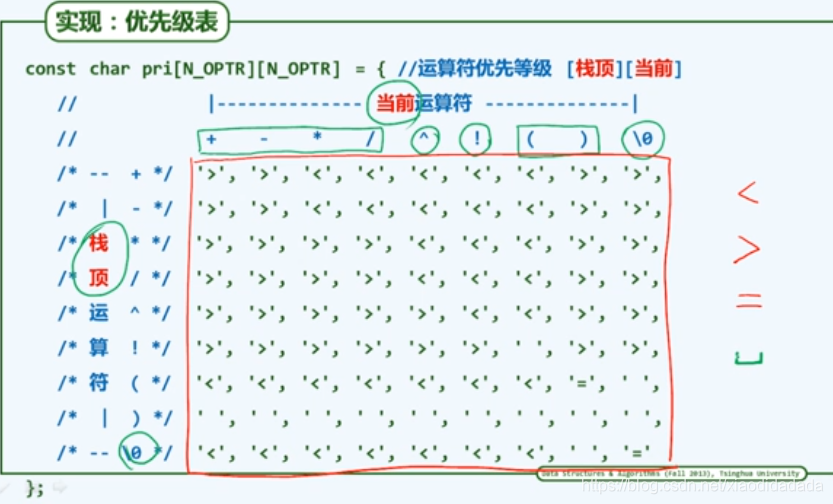 实现：优先级表
const char pri[N_OPTR][N_OPTR] = { //运算符优先等级 [栈顶][当前]
// |-------------- 当前运算符 --------------|
// + - * / ^ ! ( ) \0
/* -- + */ '>', '>', '<', '<', '<', '<', '<', '>', '>',
/* | - */ '>', '>', '<', '<', '<', '<', '<', '>', '>',
/* 栈 * */ '>', '>', '>', '>', '<', '<', '<', '>', '>',
/* 顶 / */ '>', '>', '>', '>', '<', '<', '<', '>', '>',
/* 运 ^ */ '>', '>', '>', '>', '>', '<', '<', '>', '>',
/* 算 ! */ '>', '>', '>', '>', '>', '>', ' ', '>', '>',
/* 符 ( */ '<', '<', '<', '<', '<', '<', '<', '=', ' ',
/* | ) */ ' ', ' ', ' ', ' ', ' ', ' ', ' ', ' ', ' ',
/* -- \0 */ '<', '<', '<', '<', '<', '<', '<', ' ', '='
};
<
>
=
Data Structures & Algorithms (Fall 2013), Tsinghua University
https://blog.csdn.net/xiaodidadada